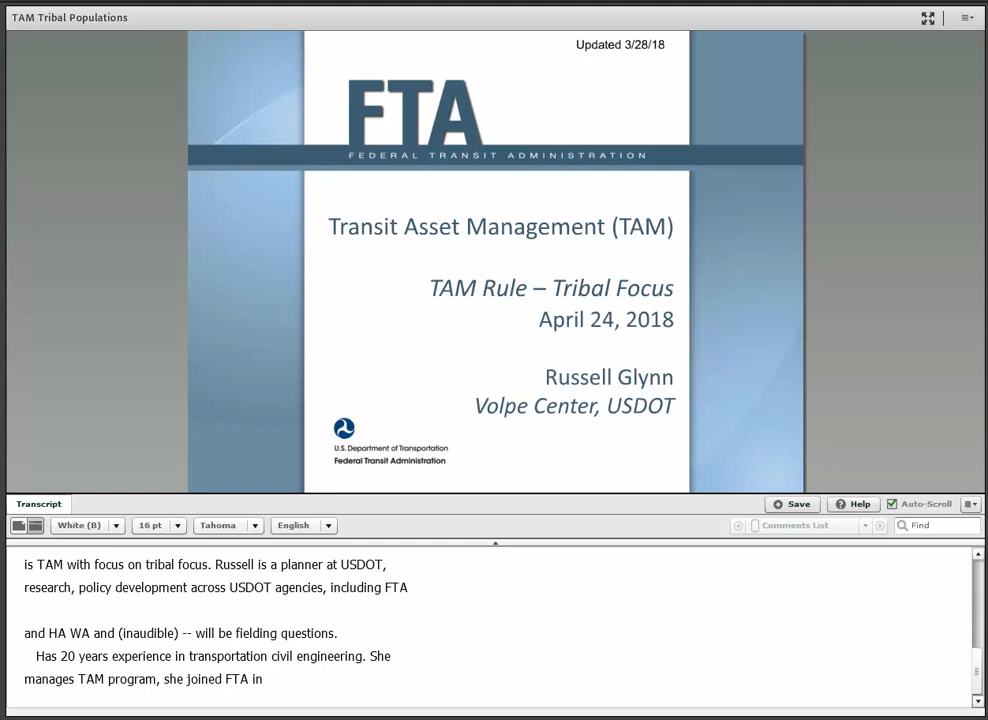 TAM Tribal Populations
Updated 3/28/18
FTA
FEDERAL TRANSIT ADMINISTRATION
Transit Asset Management (TAM)
TAM Rule – Tribal Focus
April 24, 2018
Russell Glynn
Volpe Center, USDOT
U.S. Department of Transportation
Federal Transit Administration
Transcript
Save
Help
Auto-Scroll
White (B)
16 pt
Tahoma
English
Comments List
Find
is TAM with focus on tribal focus. Russell is a planner at USDOT,
research, policy development across USDOT agencies, including FTA
and HA WA and (inaudible) -- will be fielding questions.
Has 20 years experience in transportation civil engineering. She
manages TAM program, she joined FTA in